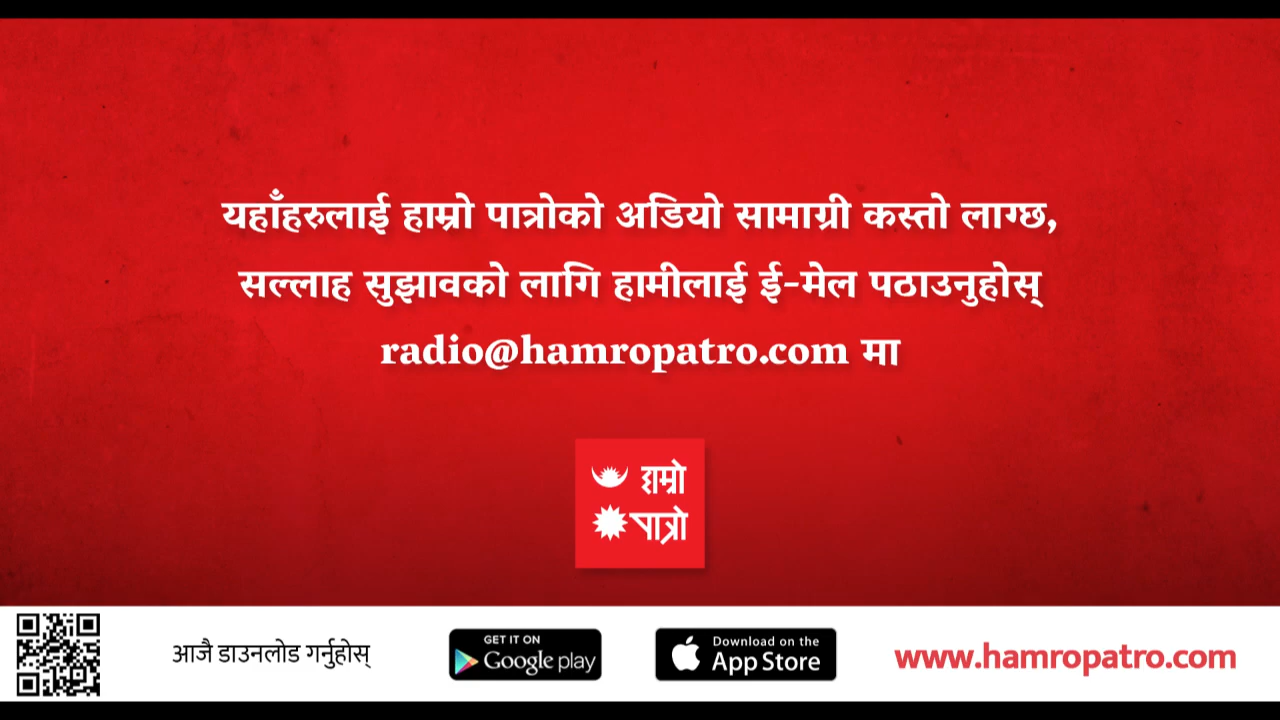 यहाँहरुलाई हाम्रो पात्रोको अडियो सामाग्री कस्तो लाग्छ,
सल्लाह सुझावको लागि हामीलाई ई-मेल पठाउनुहोस्
radio@hamropatro.com मा
हाम्रो
पात्रो
आजै डाउनलोड गर्नुहोस्
GET IT ON
Google play
Download on the
App Store
www.hamropatro.com